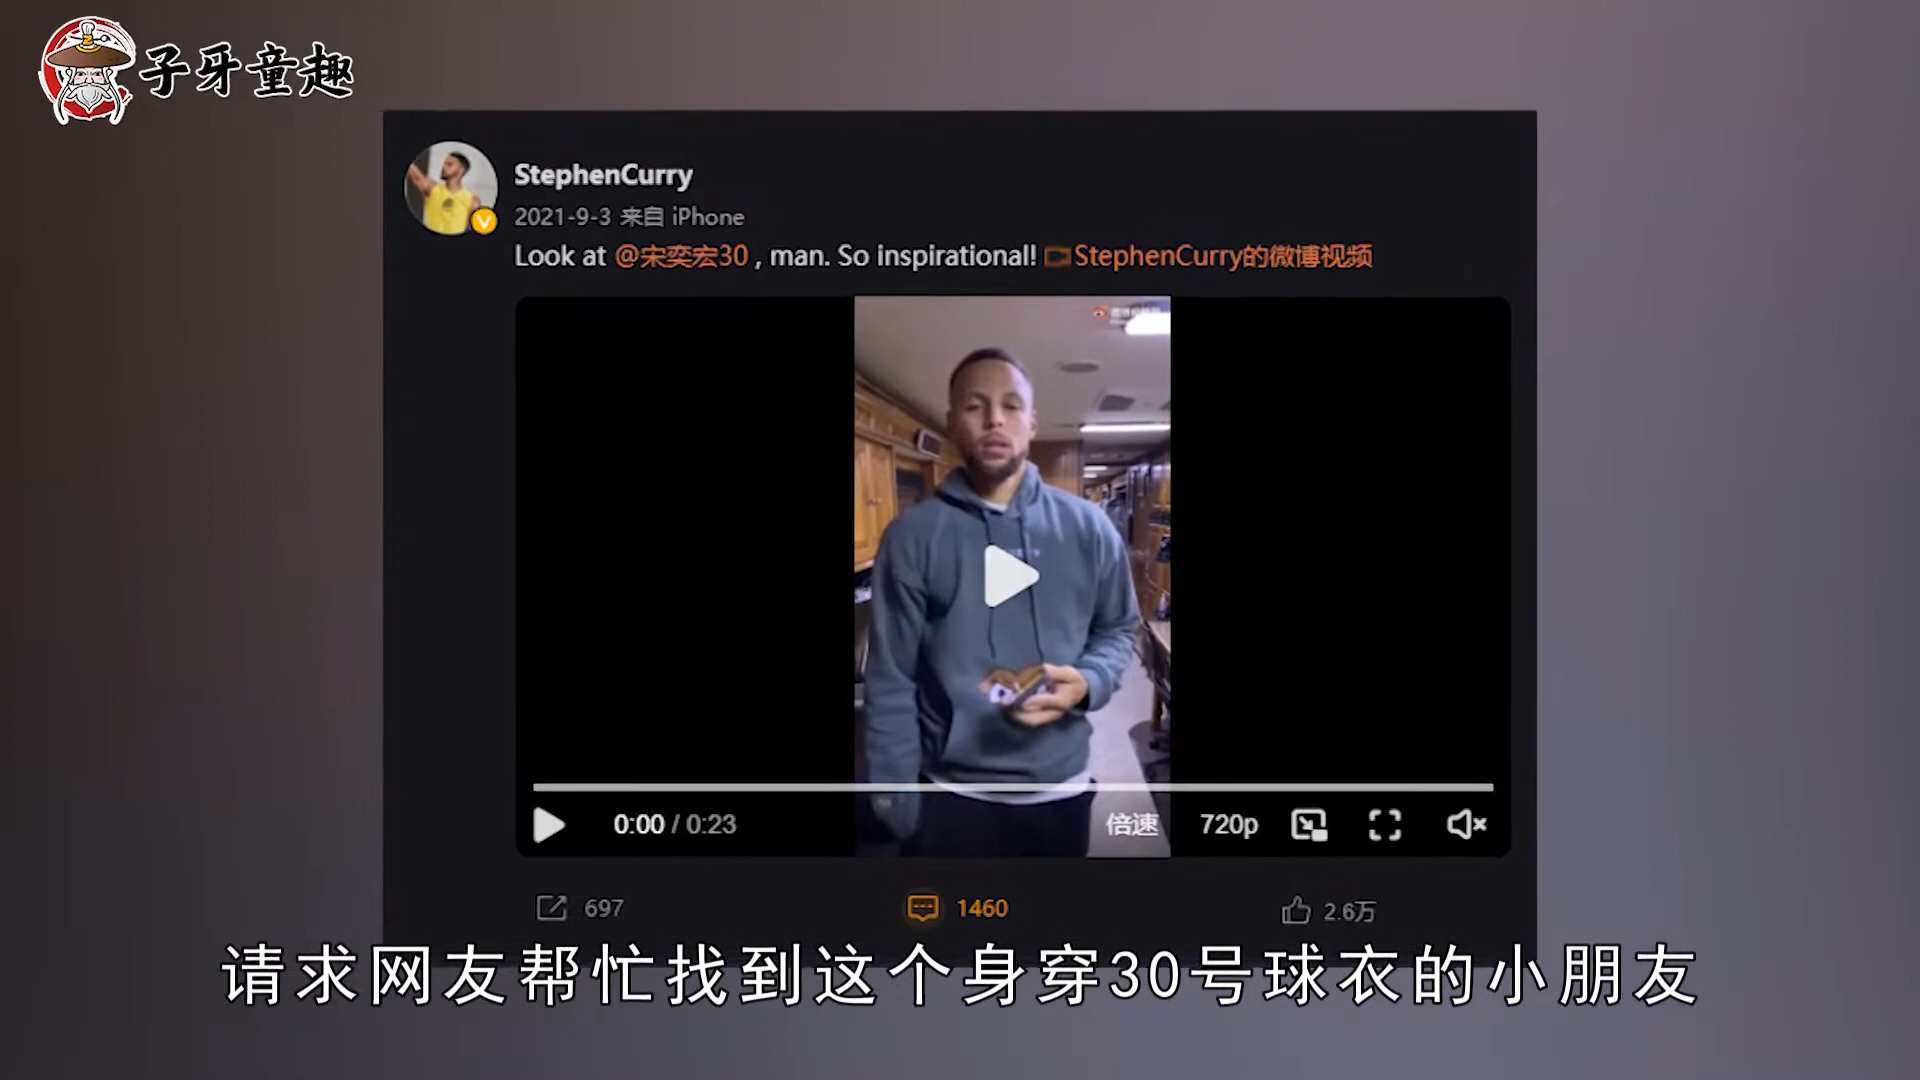 子牙童趣
StephenCurry
2021-9-3 来自 iPhone
Look at @宋奕宏30 , man. So inspirational! StephenCurry的微博视频
0:00 / 0:23
倍速
720p
697
1460
2.6万
请求网友帮忙找到这个身穿30号球衣的小朋友